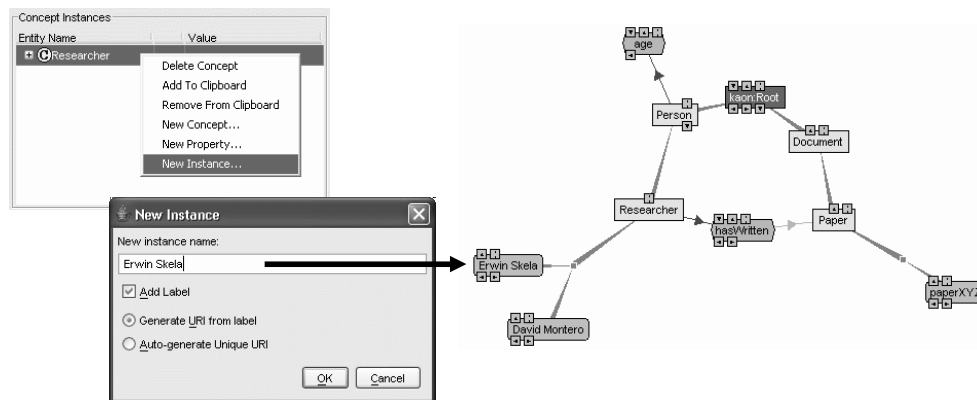 Concept Instances
Entity Name Value
Researcher
Delete Concept
Add To Clipboard
Remove From Clipboard
New Concept...
New Property...
New Instance...
New Instance
New instance name:
Erwin Skela
Add Label
Generate URI from label
Auto-generate Unique URI
OK Cancel
age
kaon:Root
Person
Document
Researcher
hasWritten
Paper
Erwin Skela
paperXYZ
David Montero